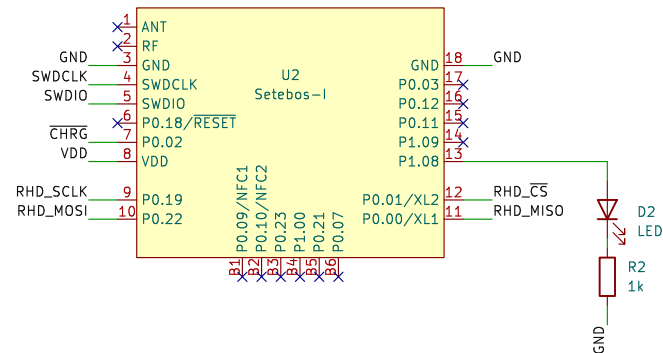 1 ANT
2 RF
GND 3 GND
SWDCLK 4 SWDCLK
SWDIO 5 SWDIO
6 P0.18/RESET
CHRG 7 P0.02
VDD 8 VDD
RHD_SCLK 9 P0.19
RHD_MOSI 10 P0.22
U2
Setebos-I
GND 18 GND
P0.03 17
P0.12 16
P0.11 15
P1.09 14
P1.08 13
P0.01/XL2 12 RHD_CS
P0.00/XL1 11 RHD_MISO
B1 P0.09/NFC1
B2 P0.10/NFC2
B3 P0.23
B4 P1.00
B5 P0.21
B6 P0.07
D2
LED
R2
1k
GND